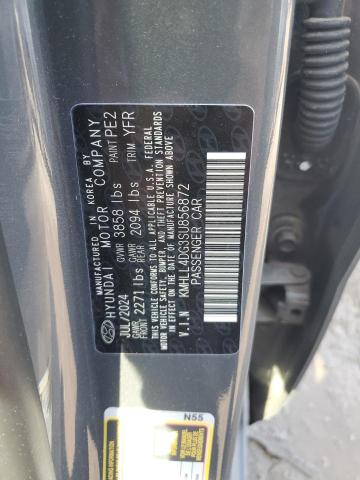 MANUFACTURED IN KOREA BY
HYUNDAI MOTOR COMPANY
GVWR 3858 lbs PAINT PE2
JUL/2024
GAWR FRONT 2271 lbs GAWR REAR 2094 lbs TRIM YFR
THIS VEHICLE CONFORMS TO ALL APPLICABLE U.S.A. FEDERAL
MOTOR VEHICLE SAFETY, BUMPER AND THEFT PREVENTION
STANDARDS IN EFFECT ON THE DATE OF MANUFACTURE SHOWN ABOVE.
V.I.N KMHLL4DG3SU856872
PASSENGER CAR
N55